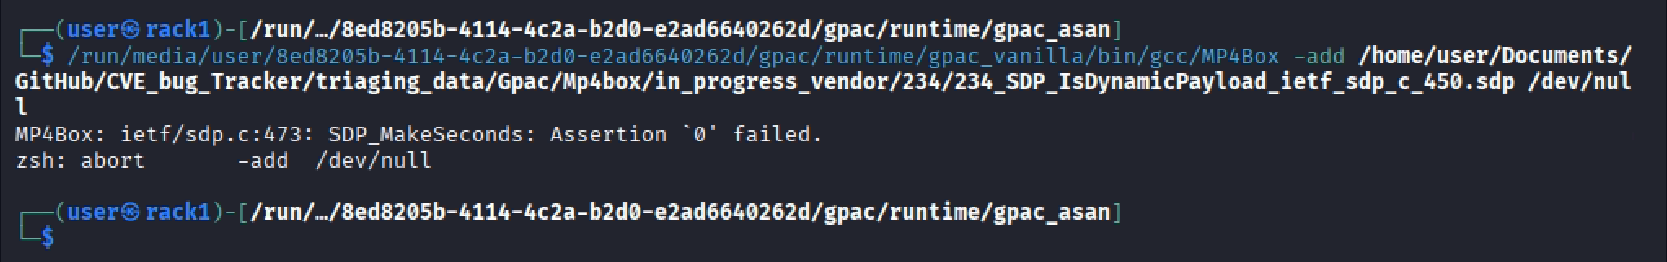 ┌──(user㉿rack1)-[/run/…/8ed8205b-4114-4c2a-b2d0-e2ad6640262d/gpac/runtime/gpac_asan]
└─$ /run/media/user/8ed8205b-4114-4c2a-b2d0-e2ad6640262d/gpac/runtime/gpac_vanilla/bin/gcc/MP4Box -add /home/user/Documents/
GitHub/CVE_bug_Tracker/triaging_data/Gpac/Mp4box/in_progress_vendor/234/234_SDP_IsDynamicPayload_ietf_sdp_c_450.sdp /dev/nul
l
MP4Box: ietf/sdp.c:473: SDP_MakeSeconds: Assertion `0' failed.
zsh: abort      -add  /dev/null
┌──(user㉿rack1)-[/run/…/8ed8205b-4114-4c2a-b2d0-e2ad6640262d/gpac/runtime/gpac_asan]
└─$